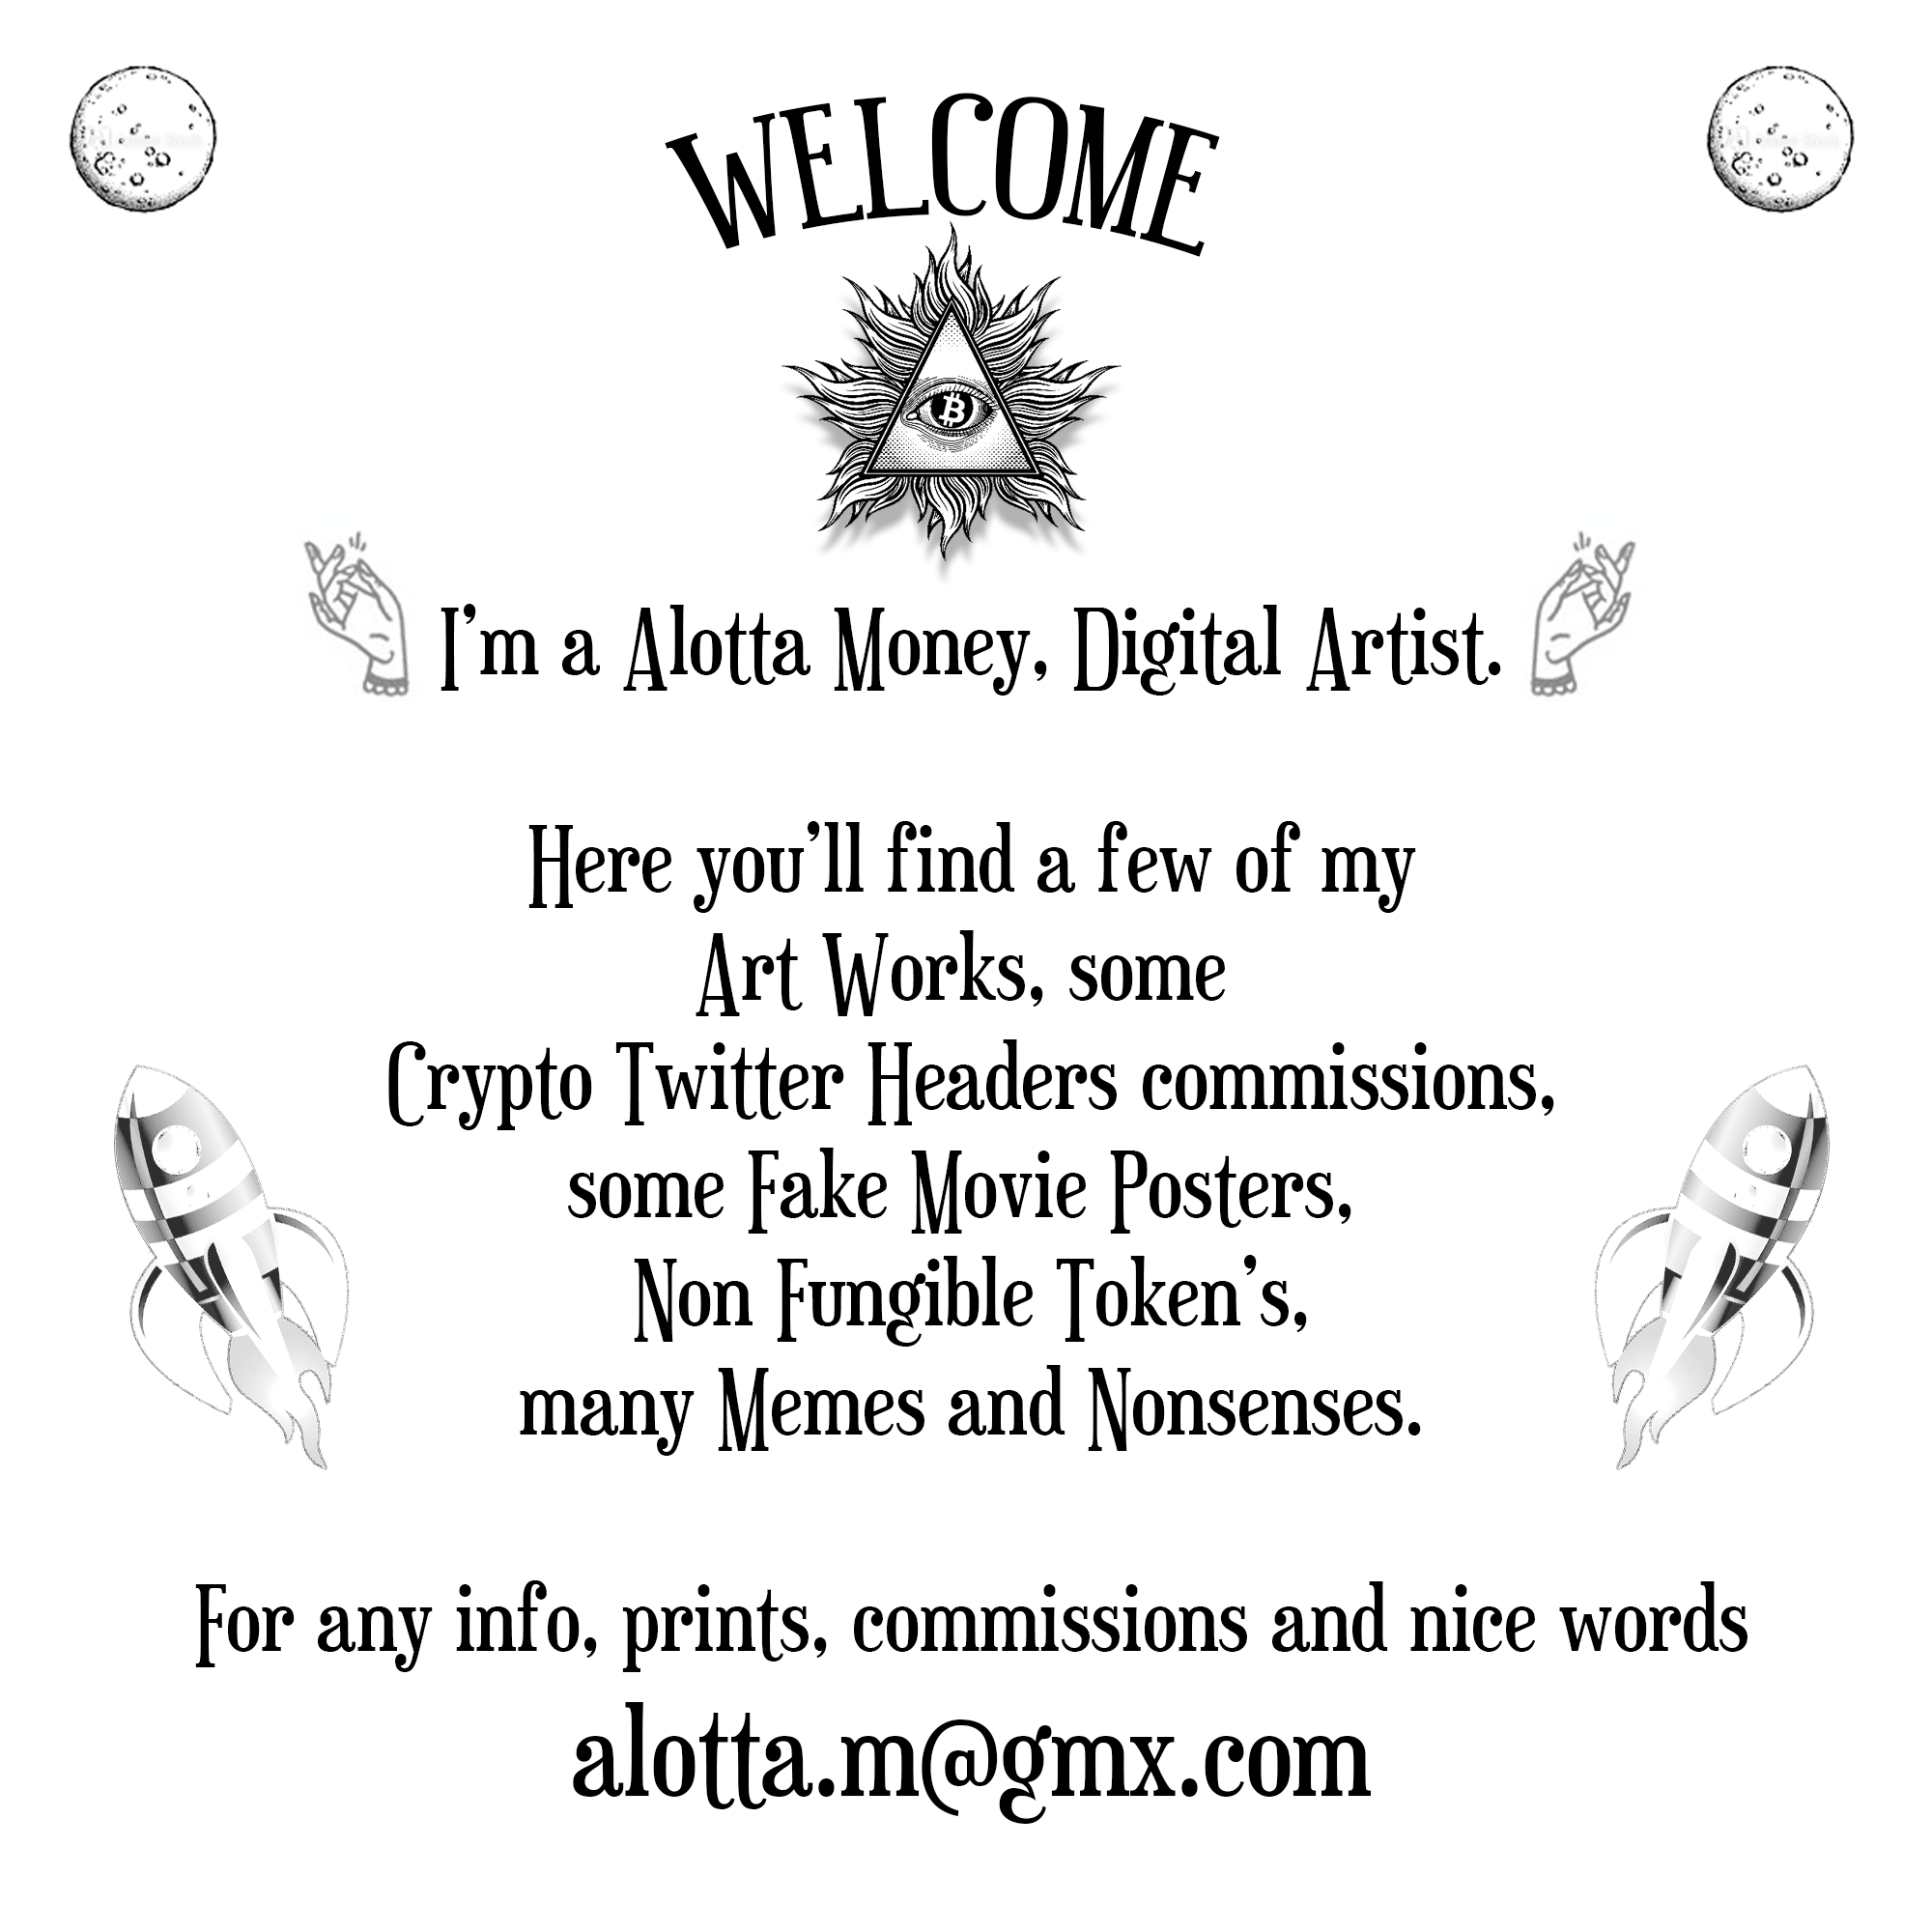 WELCOME
I'm a Alotta Money, Digital Artist.
Here you'll find a few of my
Art Works, some
Crypto Twitter Headers commissions,
some Fake Movie Posters,
Non Fungible Token's,
many Memes and Nonsenses.
For any info, prints, commissions and nice words
alotta.m@gmx.com